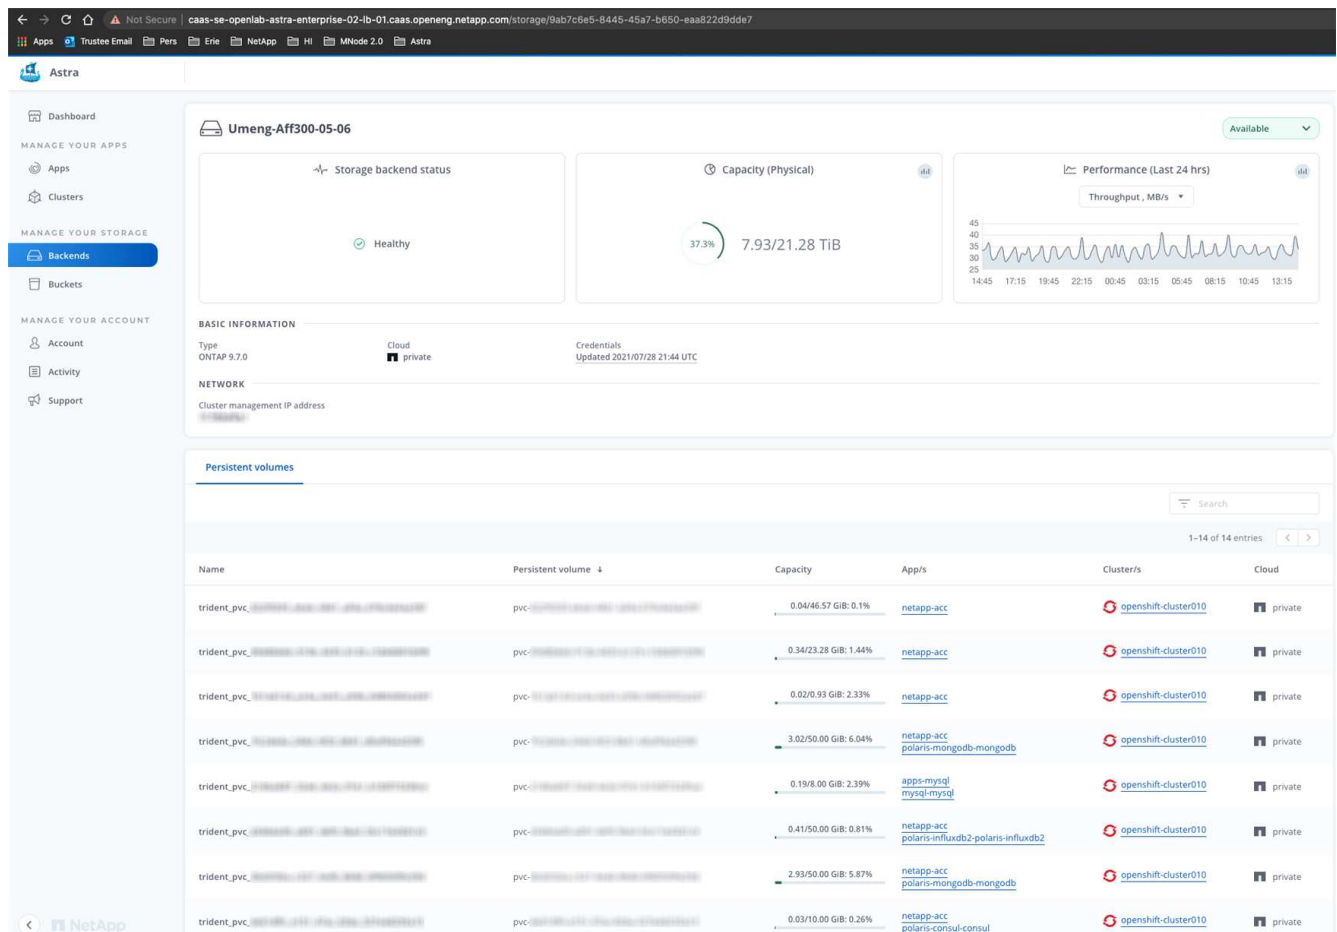 Not Secure | caas-se-openlab-astra-enterprise-02-lb-01.caas.openeng.netapp.com/storage/9ab7c6e5-8445-45a7-b650-eaa822d9dde7
Apps Trustee Email Pers Erie NetApp HI MNode 2.0 Astra
Astra
Dashboard
MANAGE YOUR APPS
Apps
Clusters
MANAGE YOUR STORAGE
Backends
Buckets
MANAGE YOUR ACCOUNT
Account
Activity
Support
NetApp
Umeng-Aff300-05-06
Available
Storage backend status
Healthy
Capacity (Physical)
37.3%
7.93/21.28 TiB
Performance (Last 24 hrs)
Throughput , MB/s
45
40
35
30
25
14:45 17:15 19:45 22:15 00:45 03:15 05:45 08:15 10:45 13:15
BASIC INFORMATION
Type
ONTAP 9.7.0
Cloud
private
Credentials
Updated 2021/07/28 21:44 UTC
NETWORK
Cluster management IP address
Persistent volumes
Search
1–14 of 14 entries
Name Persistent volume Capacity App/s Cluster/s Cloud
trident_pvc_ pvc- 0.04/46.57 GiB: 0.1% netapp-acc openshift-cluster010 private
trident_pvc_ pvc- 0.34/23.28 GiB: 1.44% netapp-acc openshift-cluster010 private
trident_pvc_ pvc- 0.02/0.93 GiB: 2.33% netapp-acc openshift-cluster010 private
trident_pvc_ pvc- 3.02/50.00 GiB: 6.04% netapp-acc openshift-cluster010 private
polaris-mongodb-mongodb
trident_pvc_ pvc- 0.19/8.00 GiB: 2.39% apps-mysql openshift-cluster010 private
mysql-mysql
trident_pvc_ pvc- 0.41/50.00 GiB: 0.81% netapp-acc openshift-cluster010 private
polaris-influxdb2-polaris-influxdb2
trident_pvc_ pvc- 2.93/50.00 GiB: 5.87% netapp-acc openshift-cluster010 private
polaris-mongodb-mongodb
trident_pvc_ pvc- 0.03/10.00 GiB: 0.26% netapp-acc openshift-cluster010 private
polaris-consul-consul